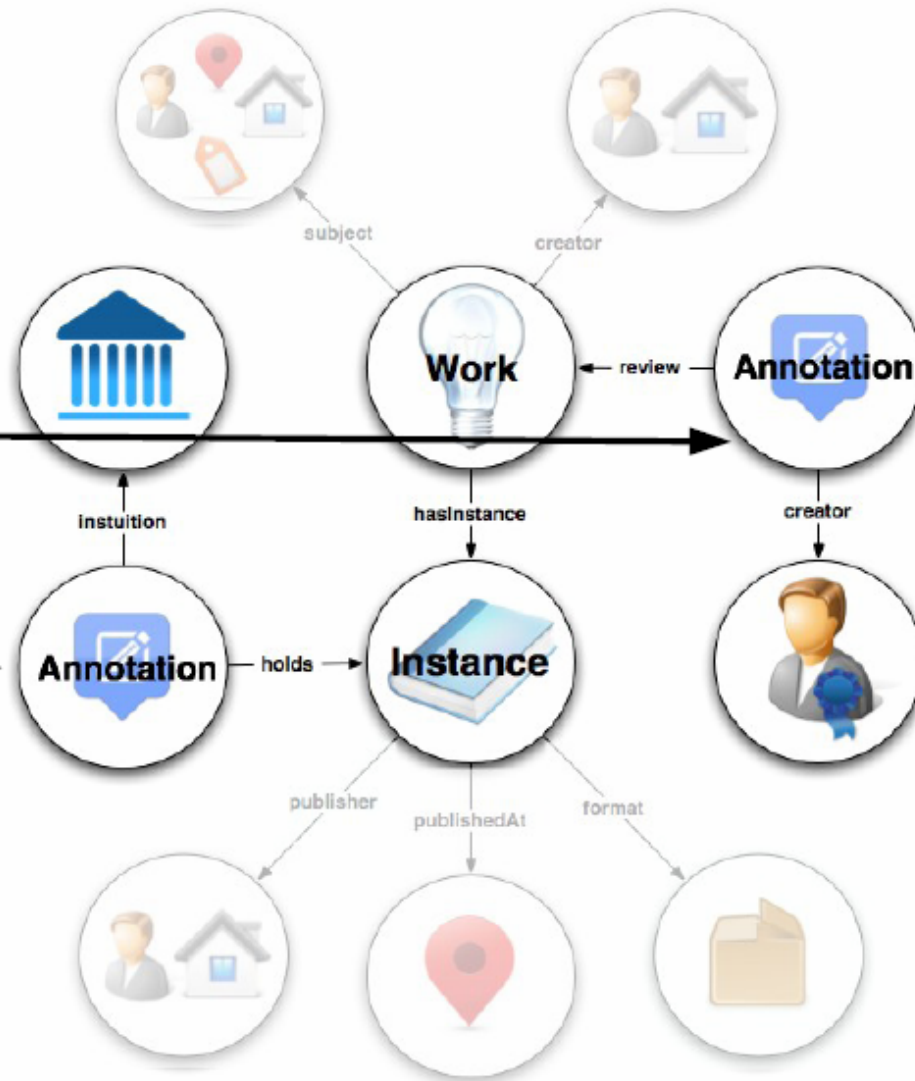 subject
creator
Work
review
Annotation
instuition
hasInstance
creator
Annotation
holds
Instance
publisher
publishedAt
format